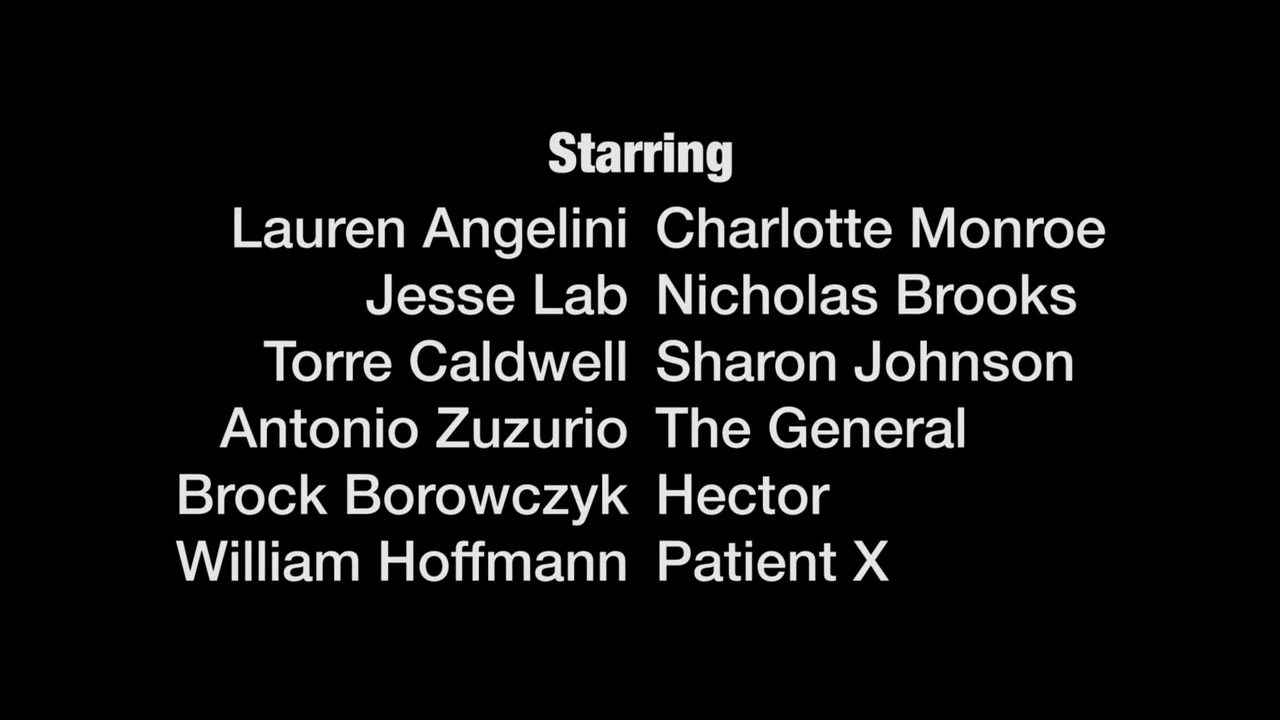 Starring
Lauren Angelini Charlotte Monroe
Jesse Lab Nicholas Brooks
Torre Caldwell Sharon Johnson
Antonio Zuzurio The General
Brock Borowczyk Hector
William Hoffmann Patient X